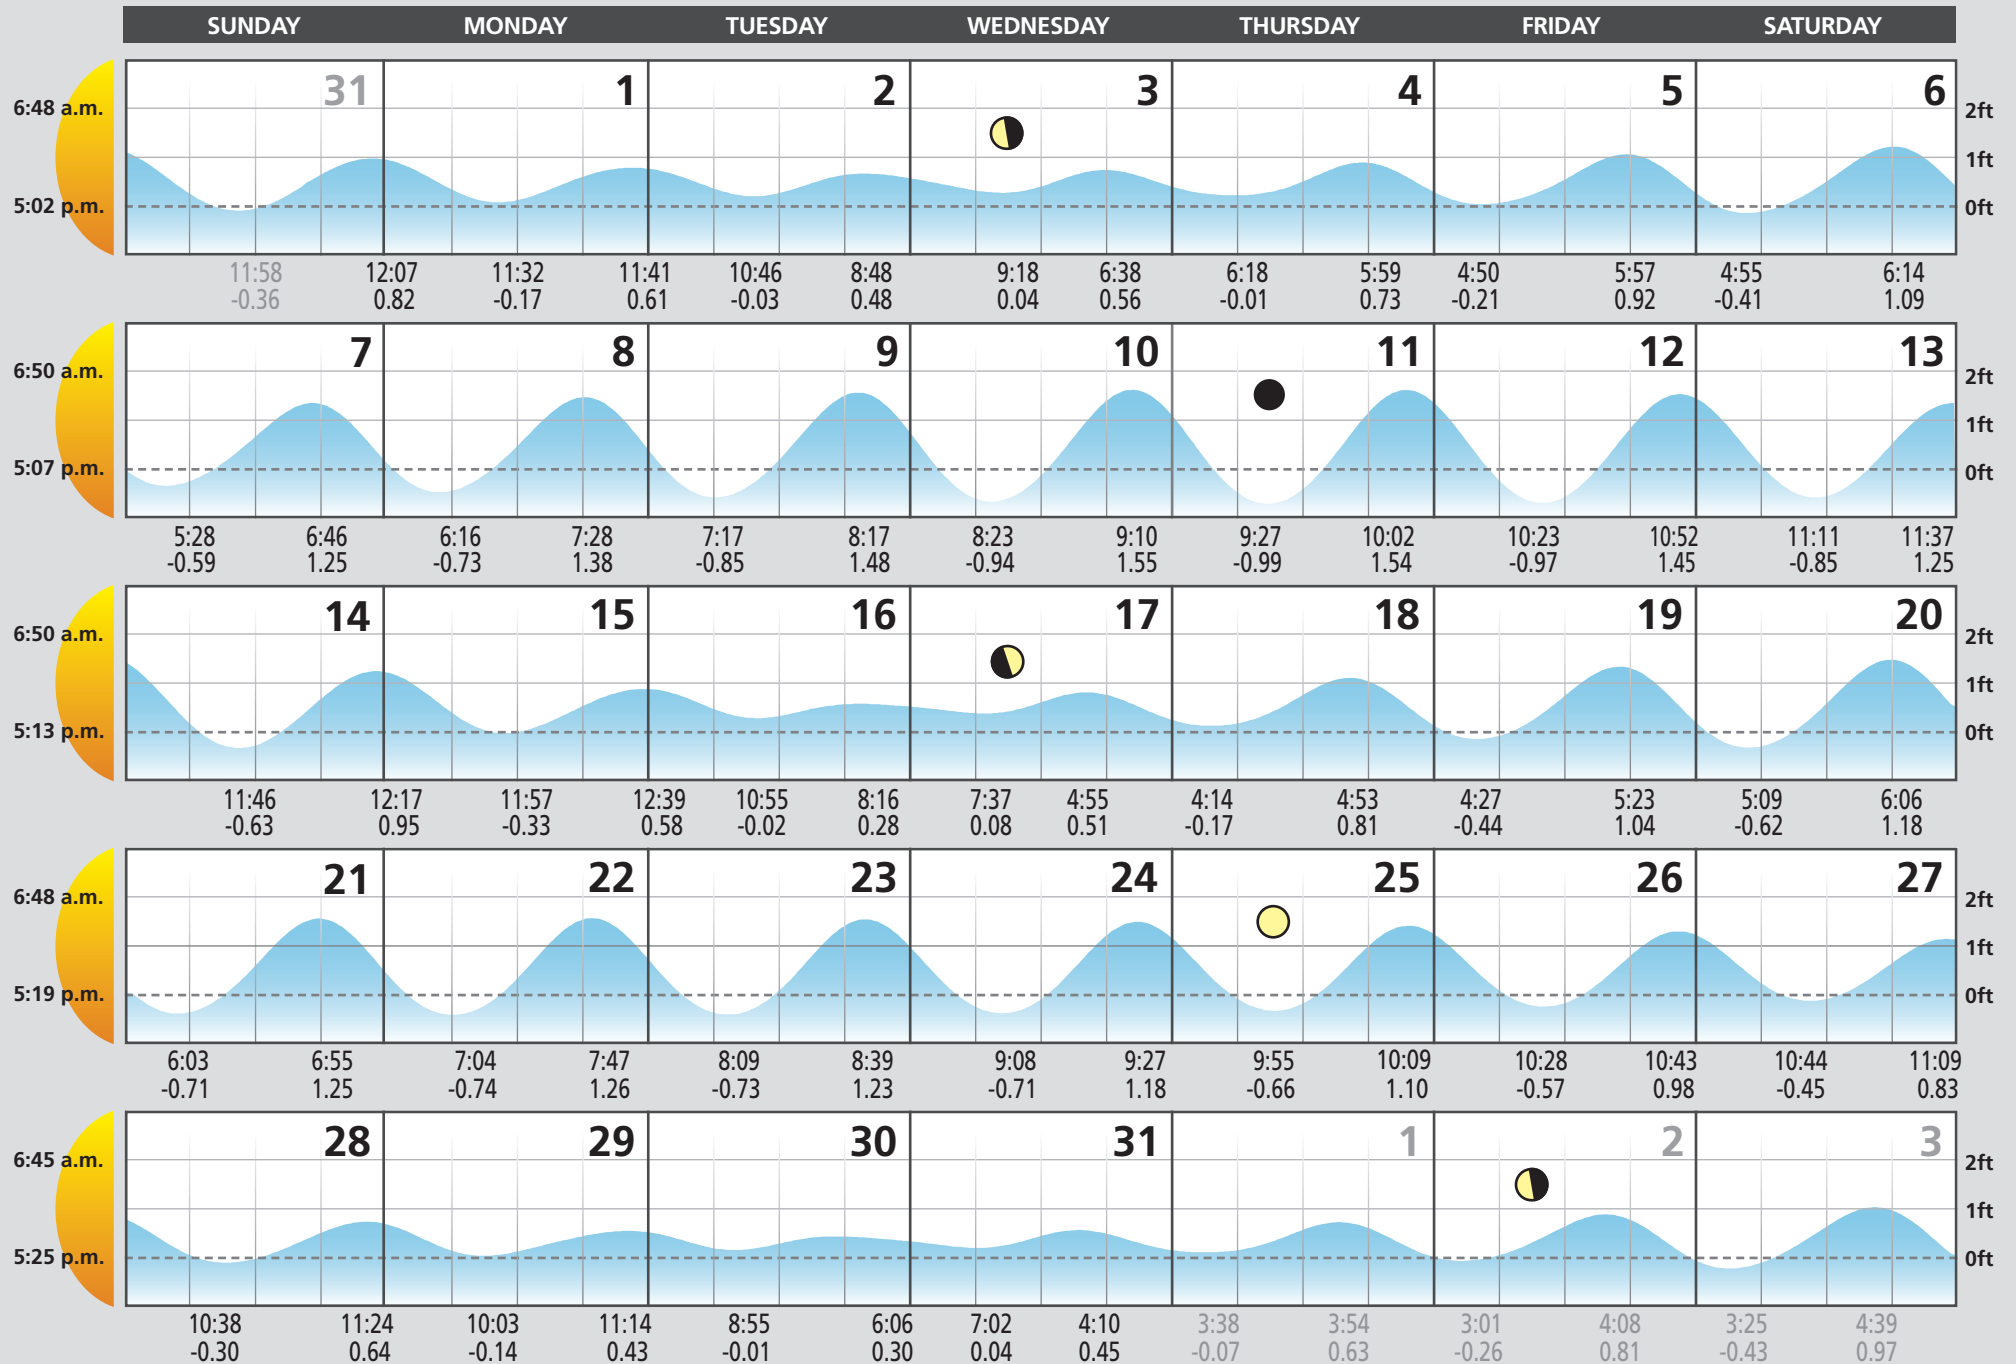 SUNDAY MONDAY TUESDAY WEDNESDAY THURSDAY FRIDAY SATURDAY
31 1 2 3 4 5 6
6:48 a.m. 2ft
1ft
5:02 p.m. 0ft
11:58 12:07 11:32 11:41 10:46 8:48 9:18 6:38 6:18 5:59 4:50 5:57 4:55 6:14
-0.36 0.82 -0.17 0.61 -0.03 0.48 0.04 0.56 -0.01 0.73 -0.21 0.92 -0.41 1.09
7 8 9 10 11 12 13
6:50 a.m. 2ft
1ft
5:07 p.m. 0ft
5:28 6:46 6:16 7:28 7:17 8:17 8:23 9:10 9:27 10:02 10:23 10:52 11:11 11:37
-0.59 1.25 -0.73 1.38 -0.85 1.48 -0.94 1.55 -0.99 1.54 -0.97 1.45 -0.85 1.25
14 15 16 17 18 19 20
6:50 a.m. 2ft
1ft
5:13 p.m. 0ft
11:46 12:17 11:57 12:39 10:55 8:16 7:37 4:55 4:14 4:53 4:27 5:23 5:09 6:06
-0.63 0.95 -0.33 0.58 -0.02 0.28 0.08 0.51 -0.17 0.81 -0.44 1.04 -0.62 1.18
21 22 23 24 25 26 27
6:48 a.m. 2ft
1ft
5:19 p.m. 0ft
6:03 6:55 7:04 7:47 8:09 8:39 9:08 9:27 9:55 10:09 10:28 10:43 10:44 11:09
-0.71 1.25 -0.74 1.26 -0.73 1.23 -0.71 1.18 -0.66 1.10 -0.57 0.98 -0.45 0.83
28 29 30 31 1 2 3
6:45 a.m. 2ft
1ft
5:25 p.m. 0ft
10:38 11:24 10:03 11:14 8:55 6:06 7:02 4:10 3:38 3:54 3:01 4:08 3:25 4:39
-0.30 0.64 -0.14 0.43 -0.01 0.30 0.04 0.45 -0.07 0.63 -0.26 0.81 -0.43 0.97